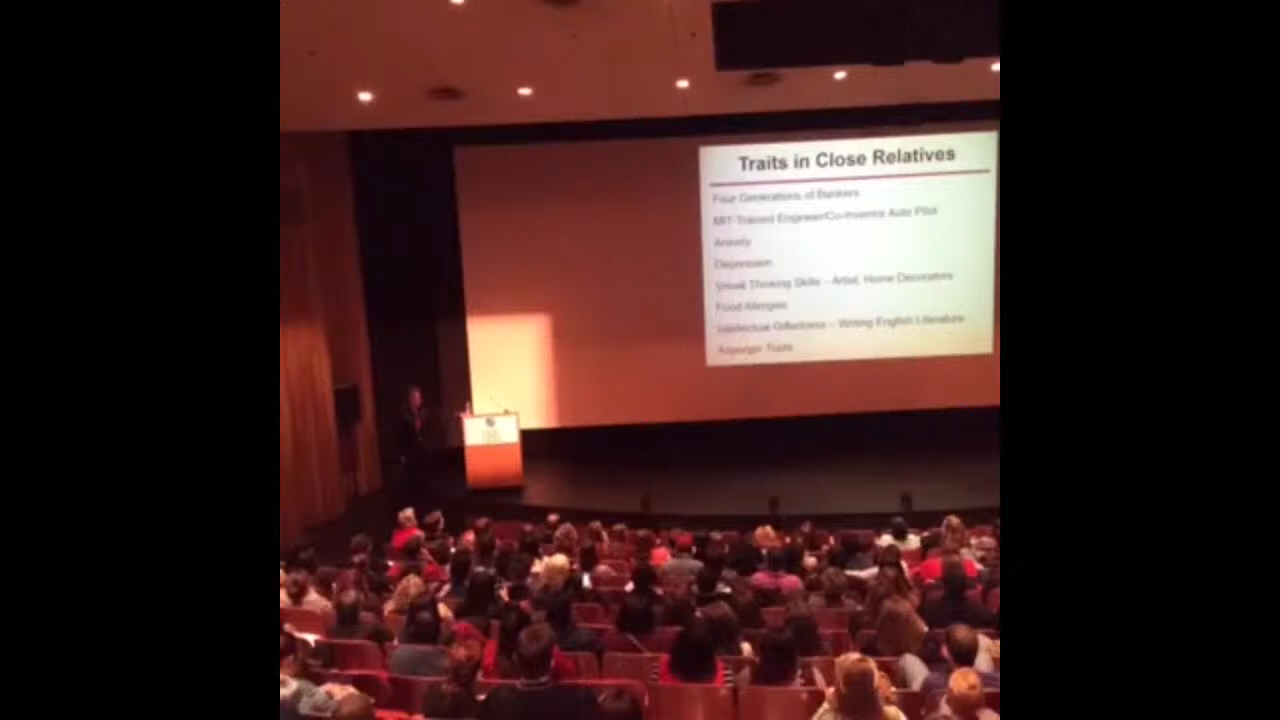 Traits in Close Relatives
Four Generations of Bankers
MIT-Trained Engineer/Co-Inventor Auto Pilot
Anxiety
Depression
Visual Thinking Skills – Artist, Home Decorators
Food Allergies
Intellectual Giftedness – Writing English Literature
Asperger Traits